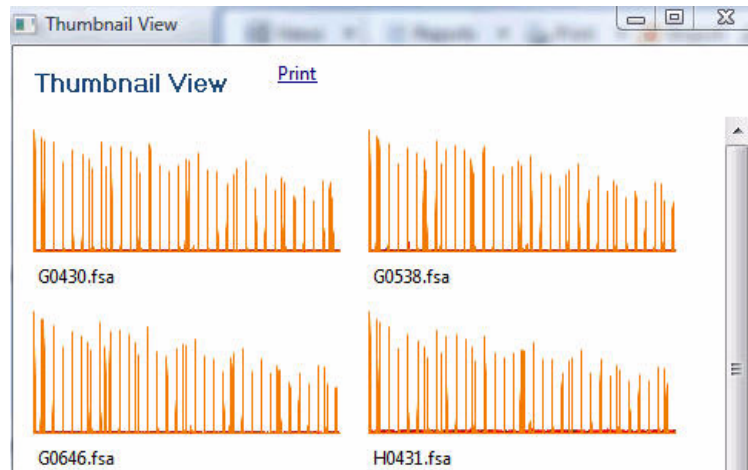 Thumbnail View
Thumbnail View
Print
G0430.fsa
G0538.fsa
G0646.fsa
H0431.fsa